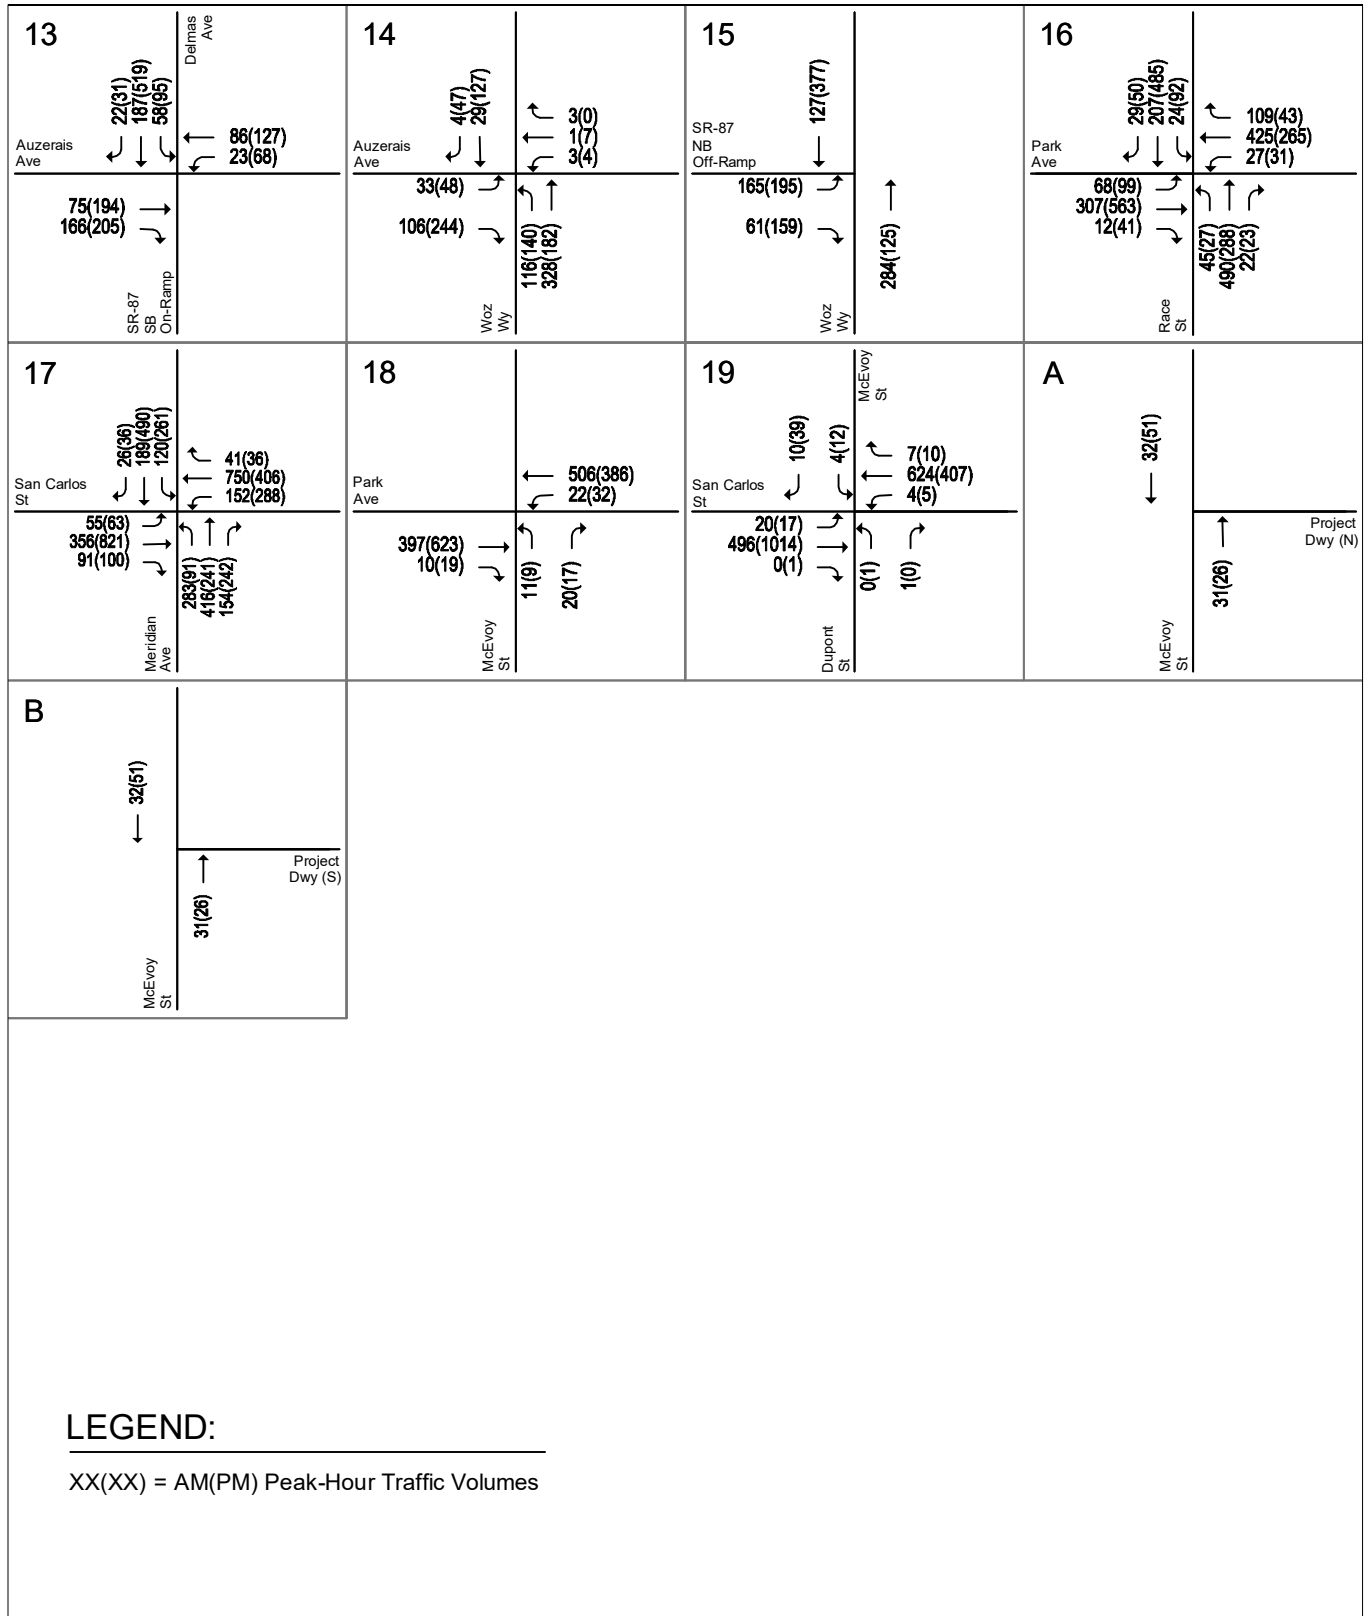 13
Delmas
Ave
22(31)
187(519)
58(95)
86(127)
23(68)
Auzerais
Ave
75(194)
166(205)
SR-87
SB
On-Ramp
14
4(47)
29(127)
3(0)
1(7)
3(4)
Auzerais
Ave
33(48)
106(244)
116(140)
328(182)
Woz
Wy
15
127(377)
SR-87
NB
Off-Ramp
165(195)
61(159)
284(125)
Woz
Wy
16
29(50)
207(485)
24(92)
109(43)
425(265)
27(31)
Park
Ave
68(99)
307(563)
12(41)
45(27)
490(288)
22(23)
Race
St
17
26(36)
189(490)
120(261)
41(36)
750(406)
152(288)
San Carlos
St
55(63)
356(821)
91(100)
283(91)
416(241)
154(242)
Meridian
Ave
18
506(386)
22(32)
Park
Ave
397(623)
10(19)
11(9)
20(17)
McEvoy
St
19
McEvoy
St
10(39)
4(12)
7(10)
624(407)
4(5)
San Carlos
St
20(17)
496(1014)
0(1)
0(1)
1(0)
Dupont
St
A
32(51)
Project
Dwy (N)
31(26)
McEvoy
St
B
32(51)
Project
Dwy (S)
31(26)
McEvoy
St
LEGEND:
XX(XX) = AM(PM) Peak-Hour Traffic Volumes